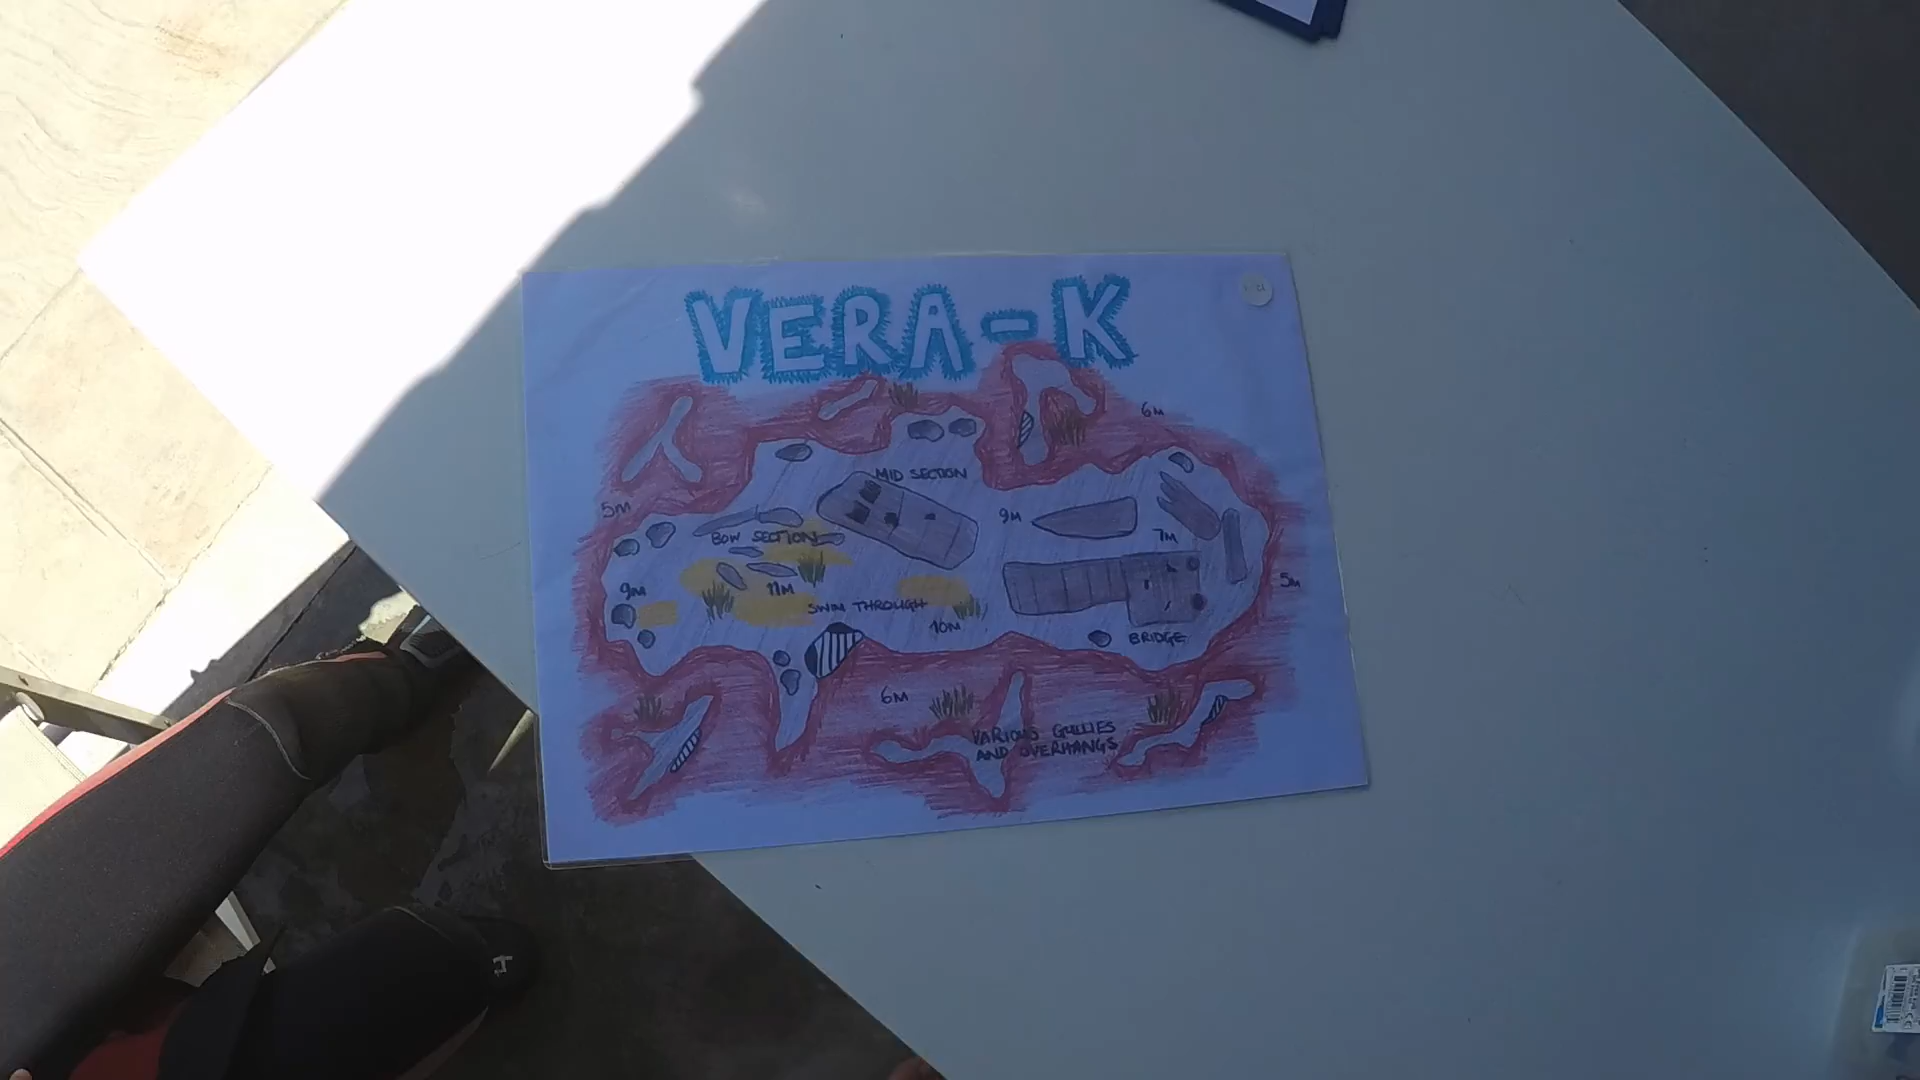 VERA-K
6M
MID SECTION
5M
9M
BOW SECTION
7M
5M
9M
11M
SWIM THROUGH
10M
BRIDGE
6M
VARIOUS GULLIES
AND OVERHANGS